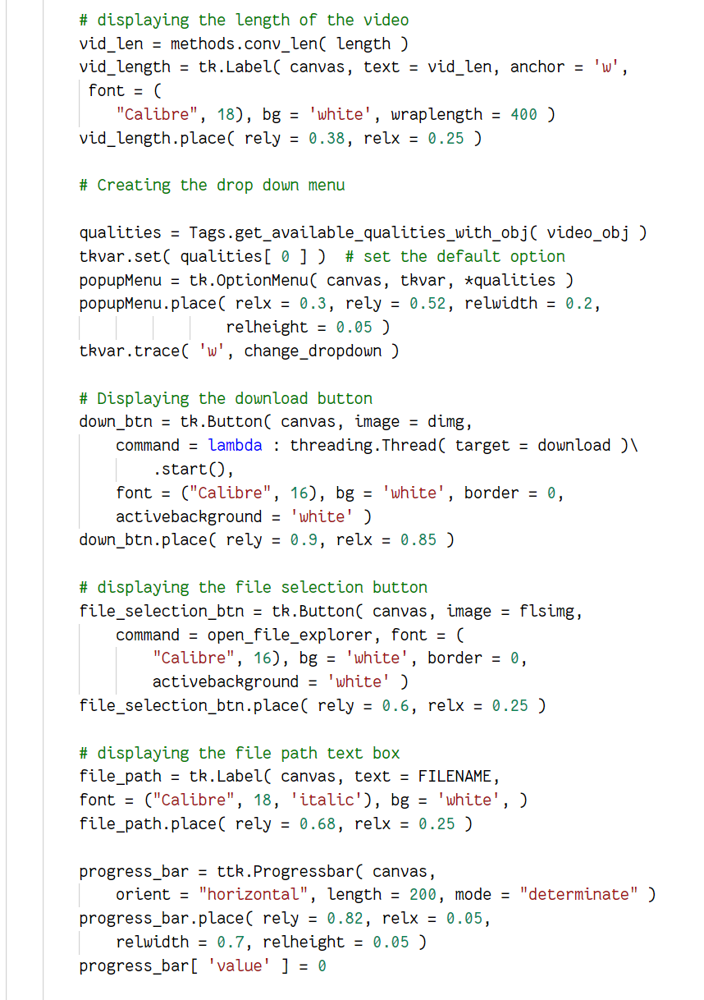 # displaying the length of the video
vid_len = methods.conv_len( length )
vid_length = tk.Label( canvas, text = vid_len, anchor = 'w',
 font = (
    "Calibre", 18), bg = 'white', wraplength = 400 )
vid_length.place( rely = 0.38, relx = 0.25 )

# Creating the drop down menu

qualities = Tags.get_available_qualities_with_obj( video_obj )
tkvar.set( qualities[ 0 ] )  # set the default option
popupMenu = tk.OptionMenu( canvas, tkvar, *qualities )
popupMenu.place( relx = 0.3, rely = 0.52, relwidth = 0.2,
                relheight = 0.05 )
tkvar.trace( 'w', change_dropdown )

# Displaying the download button
down_btn = tk.Button( canvas, image = dimg,
    command = lambda : threading.Thread( target = download )\
        .start(),
    font = ("Calibre", 16), bg = 'white', border = 0,
    activebackground = 'white' )
down_btn.place( rely = 0.9, relx = 0.85 )

# displaying the file selection button
file_selection_btn = tk.Button( canvas, image = flsimg,
    command = open_file_explorer, font = (
        "Calibre", 16), bg = 'white', border = 0,
        activebackground = 'white' )
file_selection_btn.place( rely = 0.6, relx = 0.25 )

# displaying the file path text box
file_path = tk.Label( canvas, text = FILENAME,
font = ("Calibre", 18, 'italic'), bg = 'white', )
file_path.place( rely = 0.68, relx = 0.25 )

progress_bar = ttk.Progressbar( canvas,
    orient = "horizontal", length = 200, mode = "determinate" )
progress_bar.place( rely = 0.82, relx = 0.05,
    relwidth = 0.7, relheight = 0.05 )
progress_bar[ 'value' ] = 0